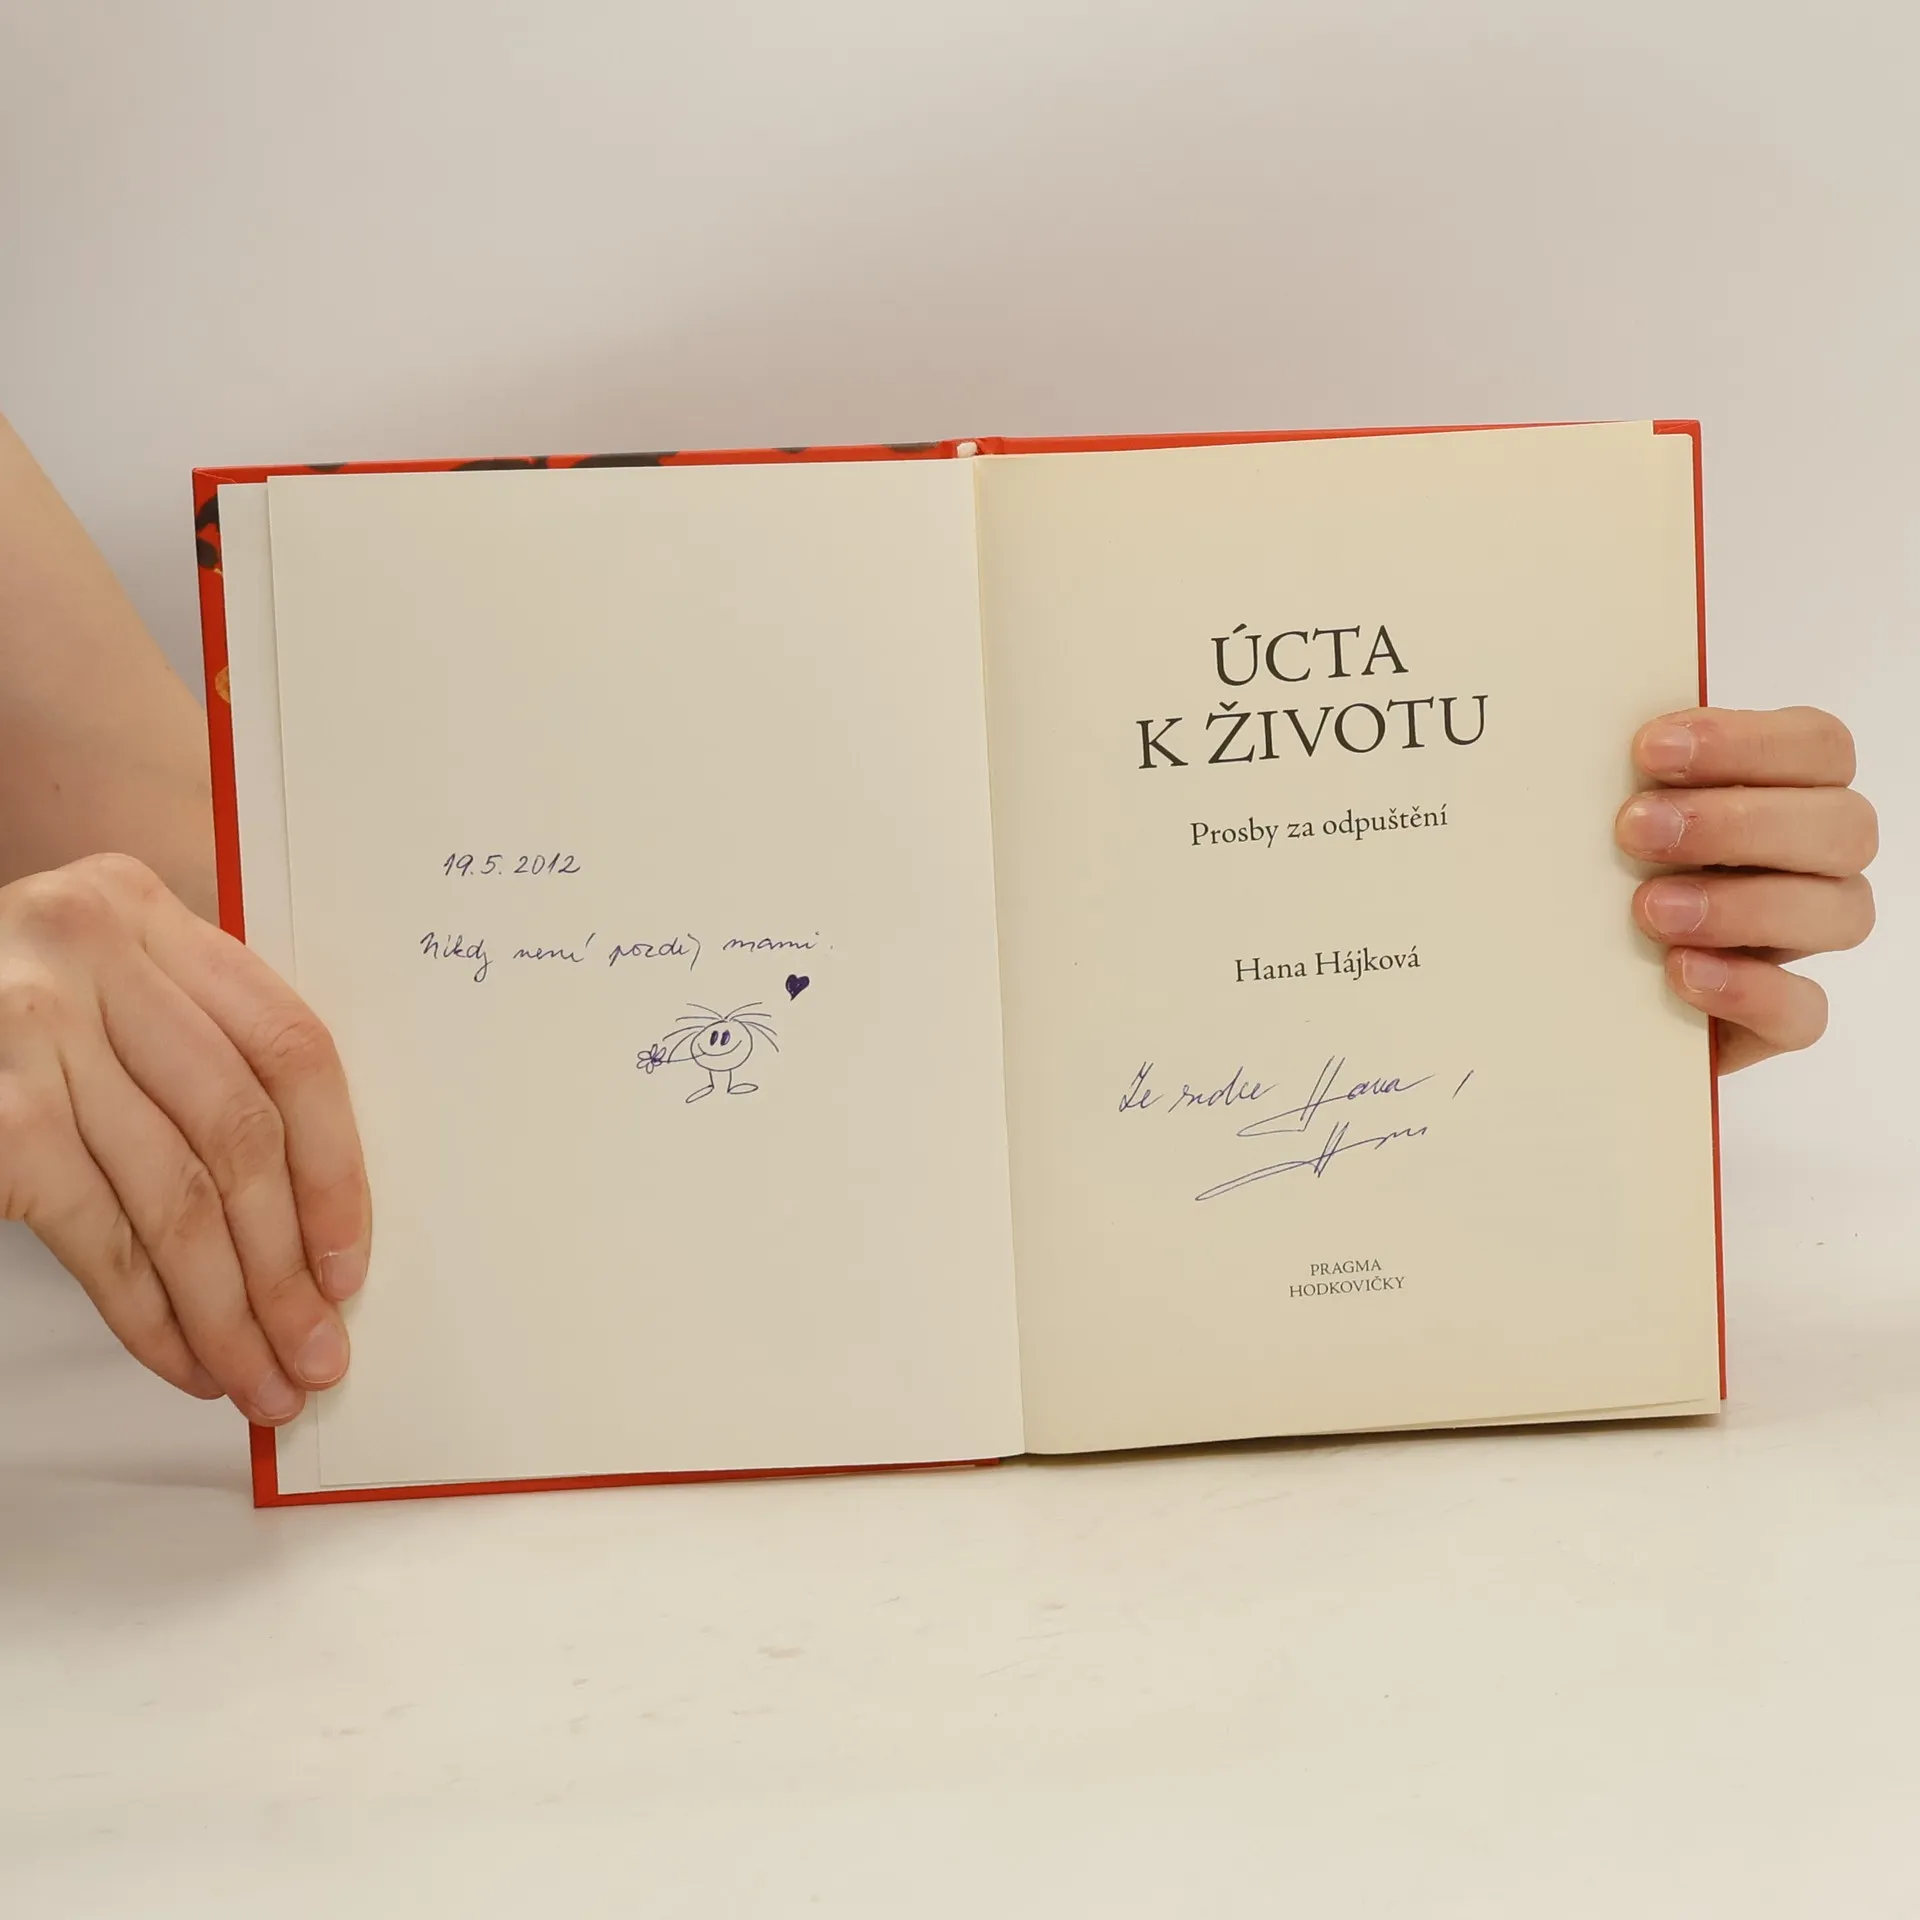 19.5.2012
Nikdy není pozdě, mami.
ÚCTA
K ŽIVOTU
Prosby za odpuštění
Hana Hájková
Ze srdce Hana
PRAGMA
HODKOVIČKY